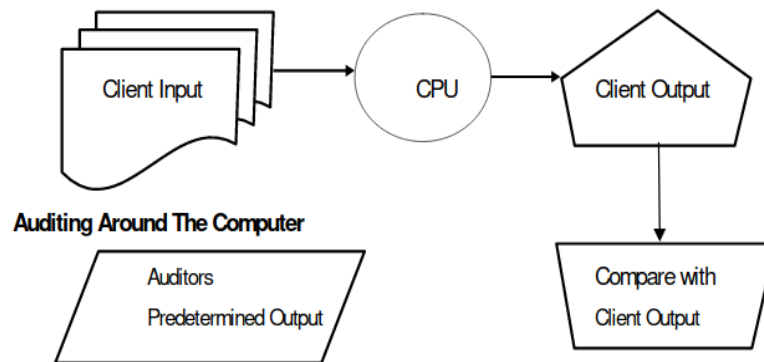 Client Input
CPU
Client Output
Auditing Around The Computer
Auditors
Predetermined Output
Compare with
Client Output